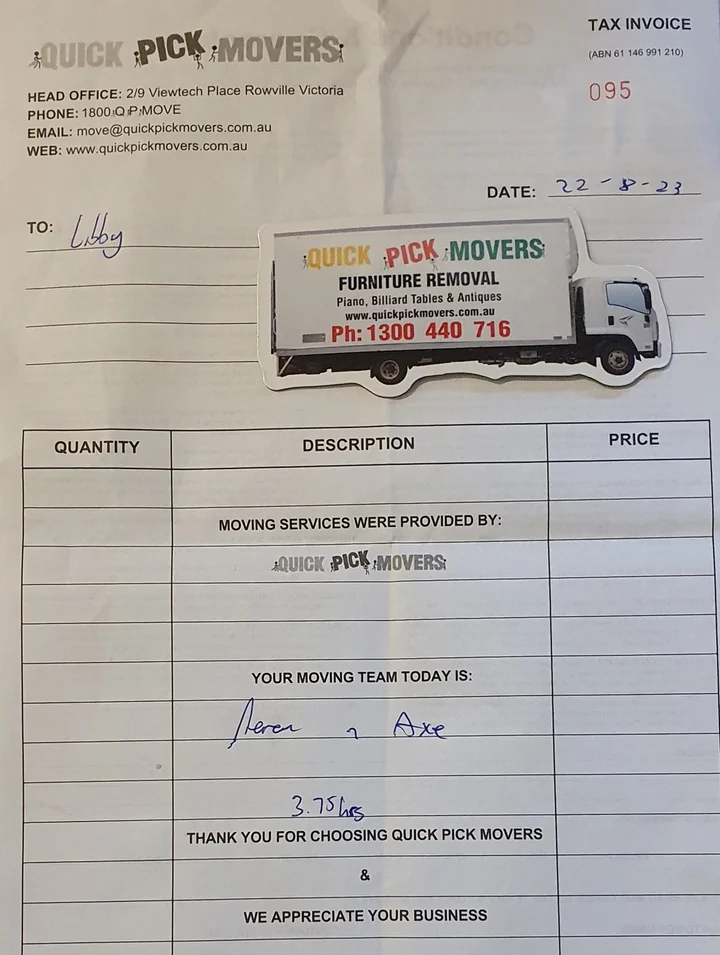 QUICK PICK MOVERS
TAX INVOICE
(ABN 61 146 991 210)
095
HEAD OFFICE: 2/9 Viewtech Place Rowville Victoria
PHONE: 1800 Q P MOVE
EMAIL: move@quickpickmovers.com.au
WEB: www.quickpickmovers.com.au
DATE: 22-8-23
TO: Libby
QUICK PICK MOVERS
FURNITURE REMOVAL
Piano, Billiard Tables & Antiques
www.quickpickmovers.com.au
Ph: 1300 440 716
QUANTITY DESCRIPTION PRICE
MOVING SERVICES WERE PROVIDED BY:
QUICK PICK MOVERS
YOUR MOVING TEAM TODAY IS:
Axe
3.75hrs
THANK YOU FOR CHOOSING QUICK PICK MOVERS
&
WE APPRECIATE YOUR BUSINESS